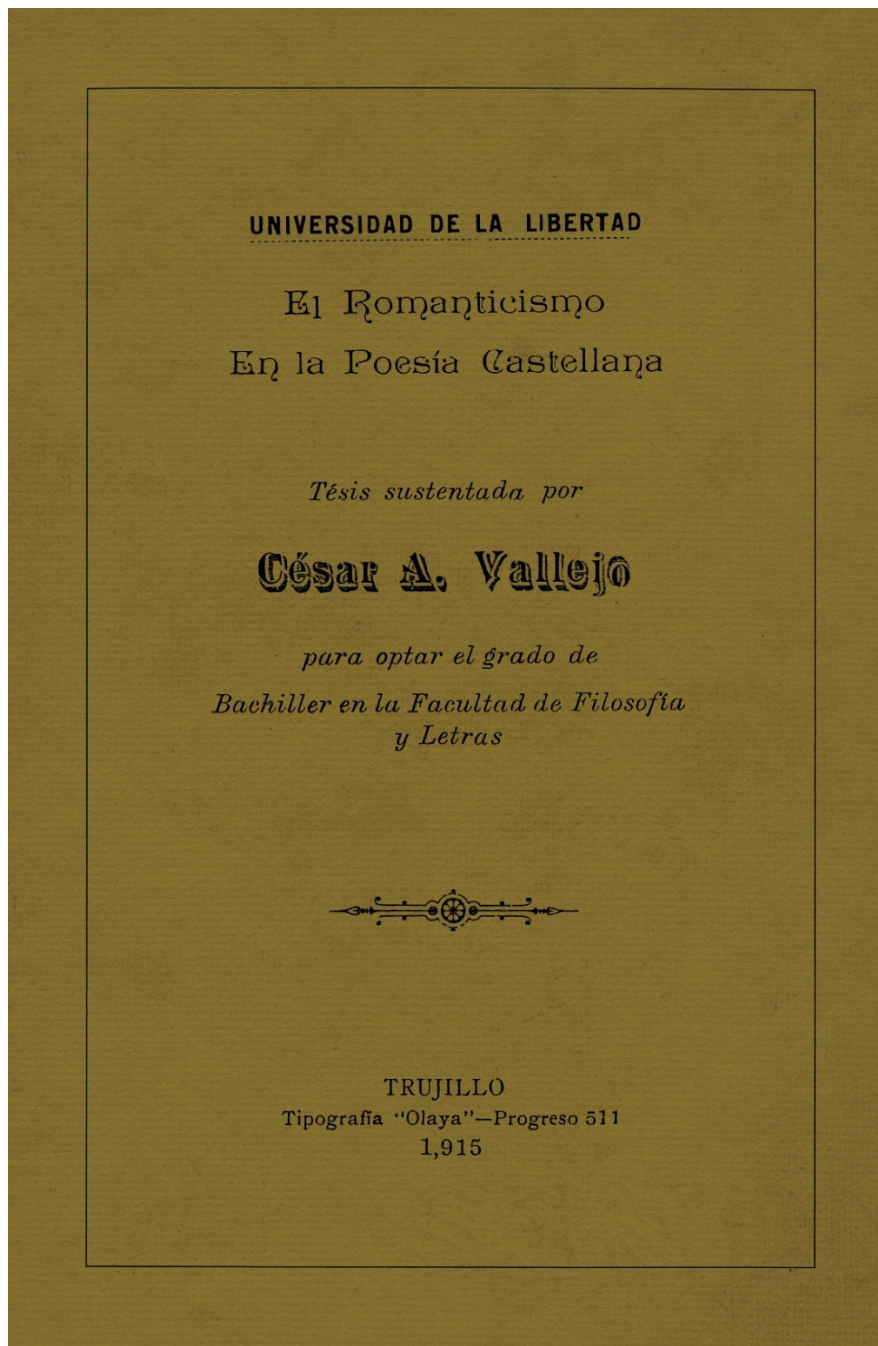 UNIVERSIDAD DE LA LIBERTAD
El Romanticismo
En la Poesía Castellana
Tésis sustentada por
César A. Vallejo
para optar el grado de
Bachiller en la Facultad de Filosofía
y Letras
TRUJILLO
Tipografía "Olaya"—Progreso 511
1,915